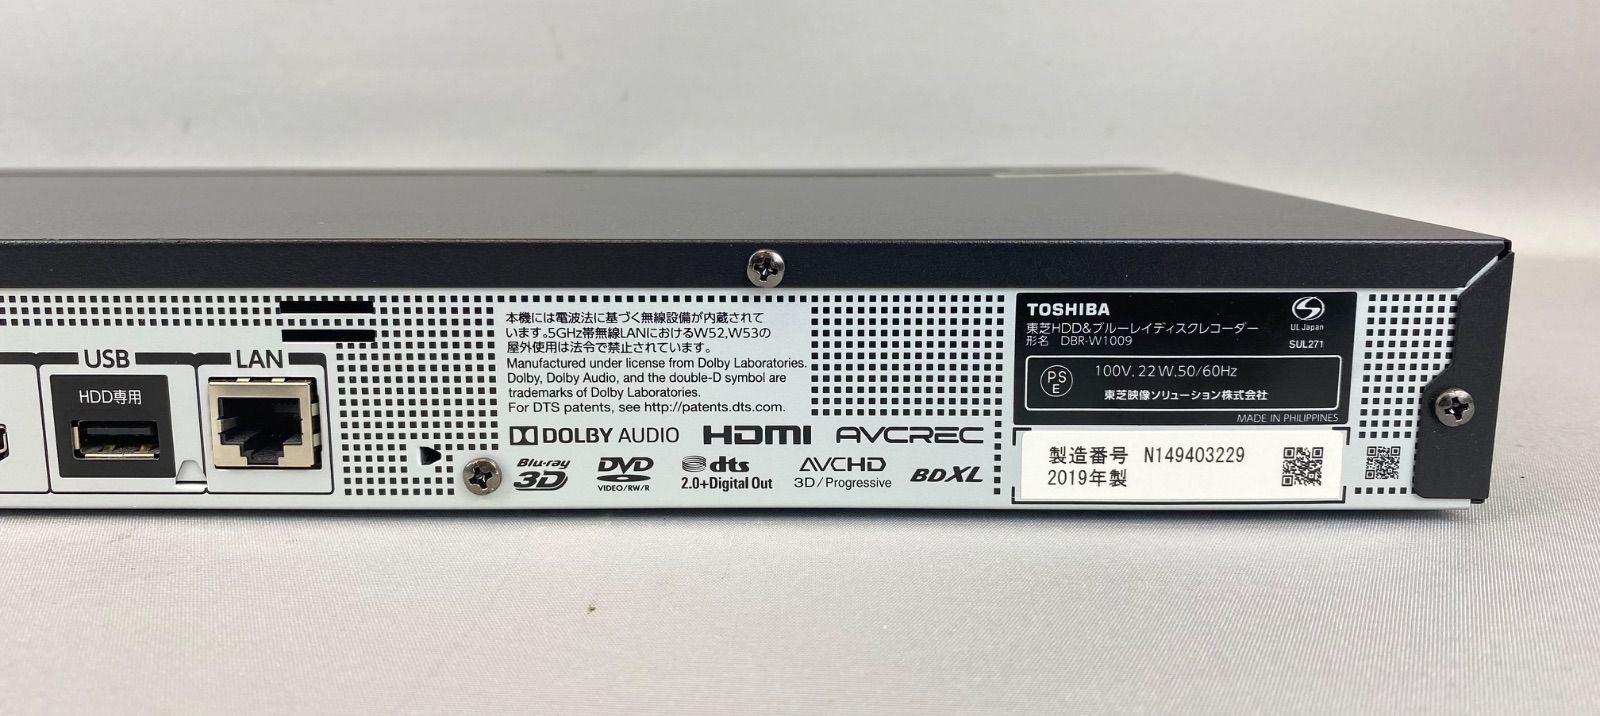 USB
HDD専用
LAN
本機には電波法に基づく無線設備が内蔵されて
います。5GHz帯無線LANにおけるW52,W53の
屋外使用は法令で禁止されています。
Manufactured under license from Dolby Laboratories.
Dolby, Dolby Audio, and the double-D symbol are
trademarks of Dolby Laboratories.
For DTS patents, see http://patents.dts.com.
DOLBY AUDIO HDMI AVCREC
Blu-ray 3D
DVD VIDEO/RW/R
dts 2.0+Digital Out
AVCHD 3D/Progressive
BDXL
TOSHIBA
東芝HDD&ブルーレイディスクレコーダー
形名 DBR-W1009
UL Japan
SUL271
PSE
100V, 22W, 50/60Hz
東芝映像ソリューション株式会社
MADE IN PHILIPPINES
製造番号 N149403229
2019年製